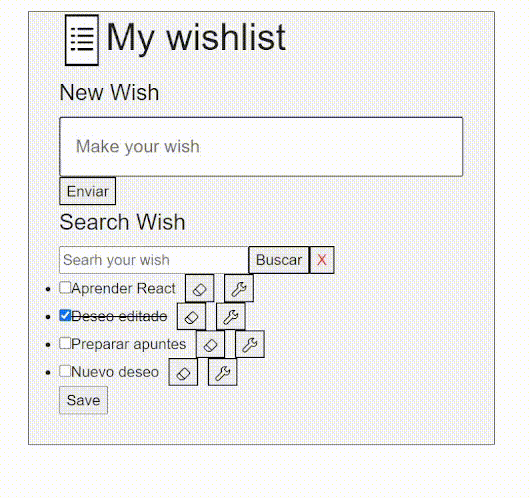 My wishlist
New Wish
Make your wish
Enviar
Search Wish
Searh your wish Buscar X
Aprender React
Deseo editado
Preparar apuntes
Nuevo deseo
Save